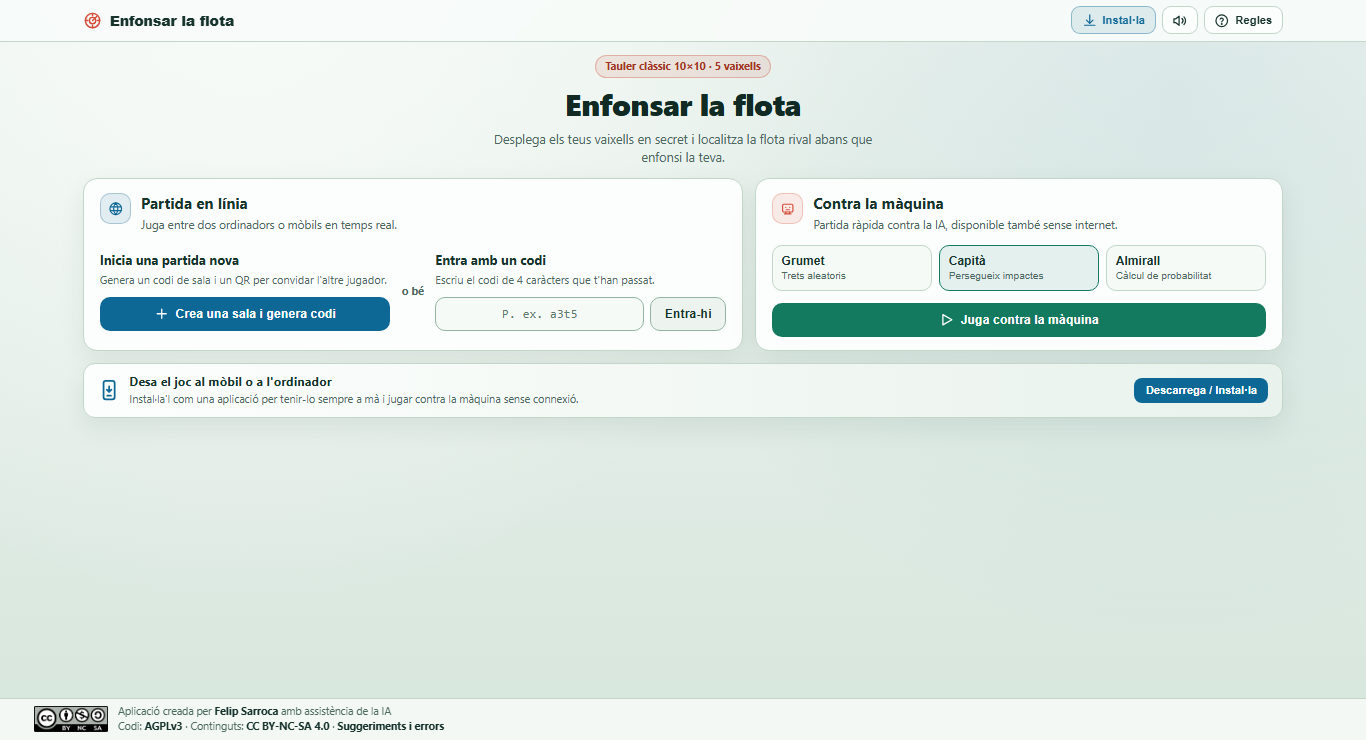 Enfonsar la flota
Instal·la
Regles
Tauler clàssic 10×10 · 5 vaixells
Enfonsar la flota
Desplega els teus vaixells en secret i localitza la flota rival abans que
enfonsi la teva.
Partida en línia
Juga entre dos ordinadors o mòbils en temps real.
Inicia una partida nova
Genera un codi de sala i un QR per convidar l'altre jugador.
Crea una sala i genera codi
o bé
Entra amb un codi
Escriu el codi de 4 caràcters que t'han passat.
P. ex. a3t5
Entra-hi
Contra la màquina
Partida ràpida contra la IA, disponible també sense internet.
Grumet
Trets aleatoris
Capità
Persegueix impactes
Almirall
Càlcul de probabilitat
Juga contra la màquina
Desa el joc al mòbil o a l'ordinador
Instal·la'l com una aplicació per tenir-lo sempre a mà i jugar contra la màquina sense connexió.
Descarrega / Instal·la
CC
BY NC SA
Aplicació creada per Felip Sarroca amb assistència de la IA
Codi: AGPLv3 · Continguts: CC BY-NC-SA 4.0 · Suggeriments i errors